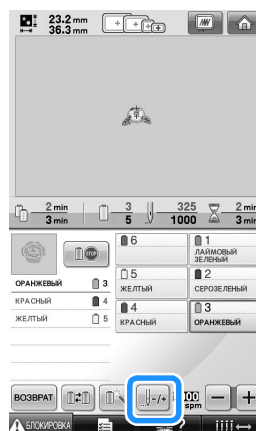 23.2 mm
36.3 mm
2 min
3 min
3
5
325
1000
2 min
3 min
STOP
ОРАНЖЕВЫЙ 3
КРАСНЫЙ 4
ЖЕЛТЫЙ 5
6
1
ЛАЙМОВЫЙ
ЗЕЛЕНЫЙ
5
ЖЕЛТЫЙ
2
СЕРОЗЕЛЕНЫЙ
4
КРАСНЫЙ
3
ОРАНЖЕВЫЙ
ВОЗВРАТ
-/+
spm
-
+
БЛОКИРОВКА
?